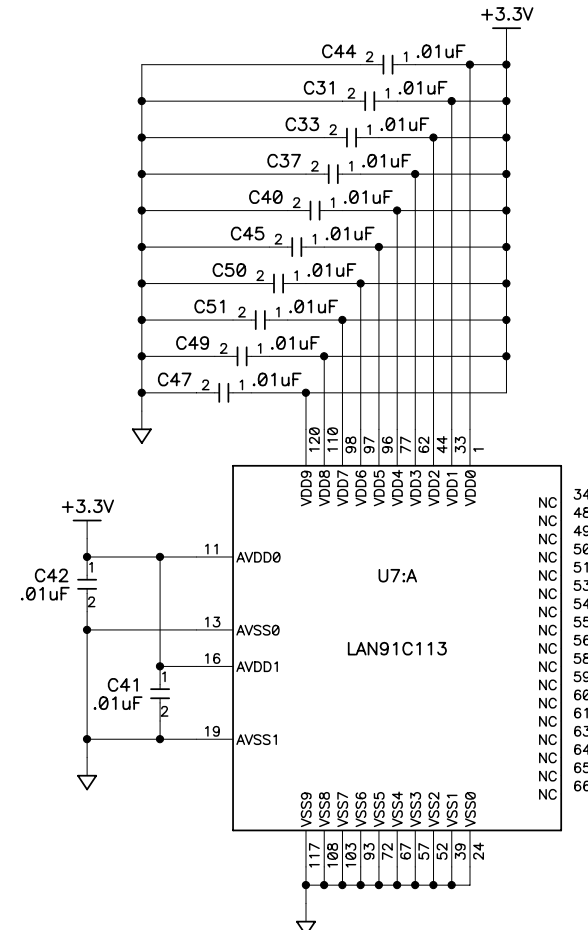 +3.3V
C44 2 1 .01uF
C31 2 1 .01uF
C33 2 1 .01uF
C37 2 1 .01uF
C40 2 1 .01uF
C45 2 1 .01uF
C50 2 1 .01uF
C51 2 1 .01uF
C49 2 1 .01uF
C47 2 1 .01uF
120 110 98 97 96 77 62 44 33 1
VDD9 VDD8 VDD7 VDD6 VDD5 VDD4 VDD3 VDD2 VDD1 VDD0
+3.3V
11 AVDD0
C42 1
.01uF 2
13 AVSS0
16 AVDD1
C41 1
.01uF 2
19 AVSS1
U7:A
LAN91C113
NC 34
NC 48
NC 49
NC 50
NC 51
NC 53
NC 54
NC 55
NC 56
NC 58
NC 59
NC 60
NC 61
NC 63
NC 64
NC 65
NC 66
VSS9 VSS8 VSS7 VSS6 VSS5 VSS4 VSS3 VSS2 VSS1 VSS0
117 108 103 93 72 67 57 52 39 24